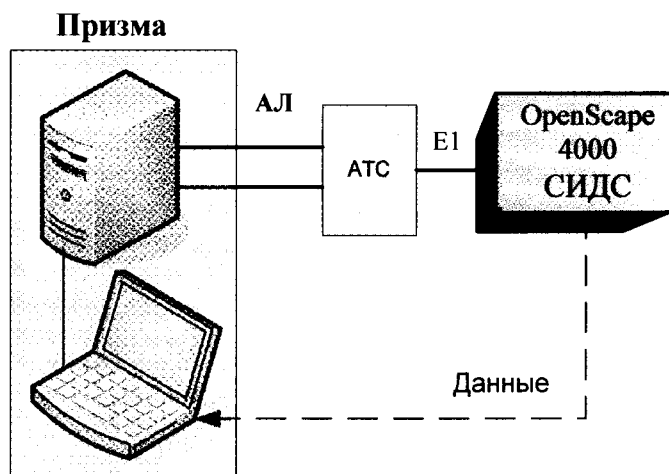 Призма
АЛ
АТС
E1
OpenScape
4000
СИДС
Данные